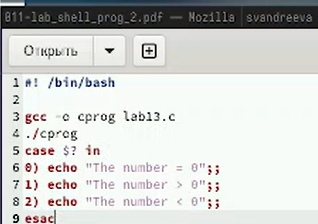 011-lab_shell_prog_2.pdf — Mozilla svandreeva
Открыть
1 #! /bin/bash
2
3 gcc -o cprog lab13.c
4 ./cprog
5 case $? in
6 0) echo "The number = 0";;
7 1) echo "The number > 0";;
8 2) echo "The number < 0";;
9 esac